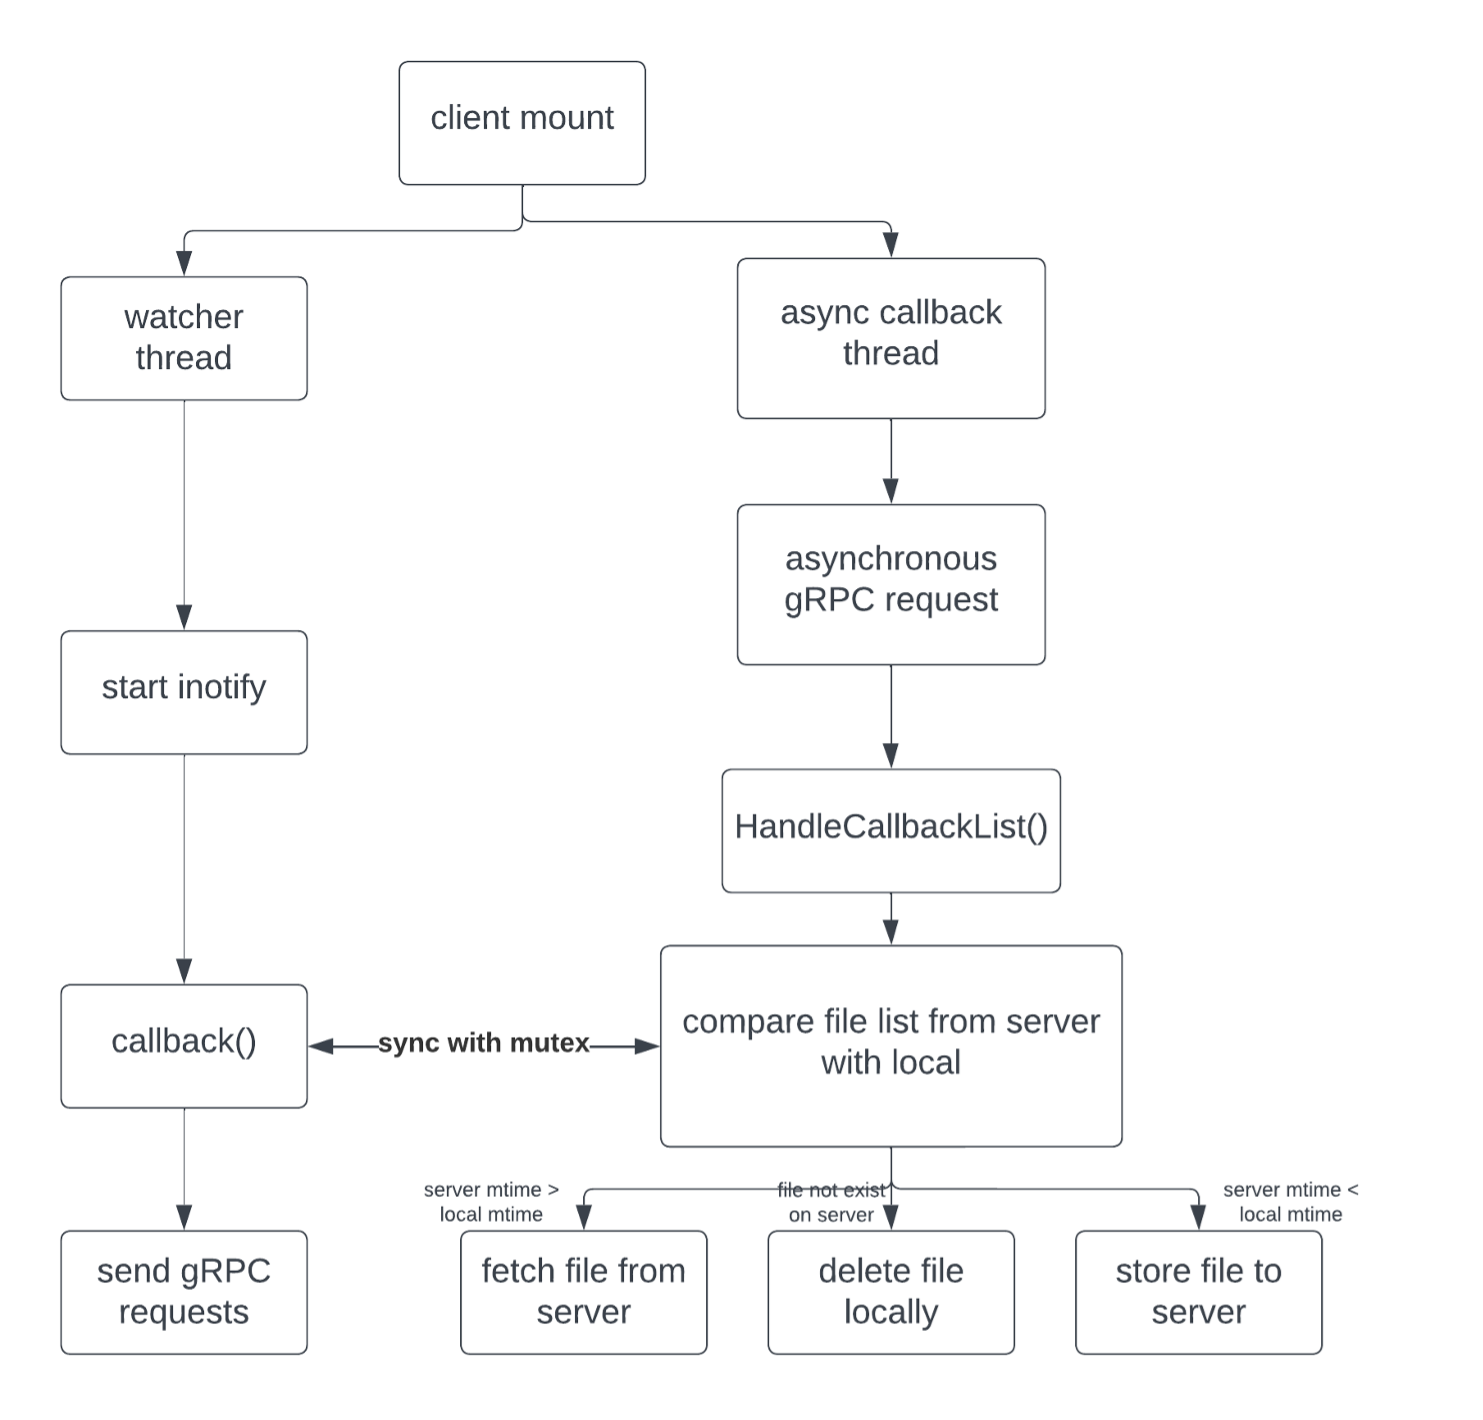 client mount
watcher
thread
async callback
thread
asynchronous
gRPC request
start inotify
HandleCallbackList()
callback()
sync with mutex
compare file list from server
with local
server mtime >
local mtime
file not exist
on server
server mtime <
local mtime
send gRPC
requests
fetch file from
server
delete file
locally
store file to
server